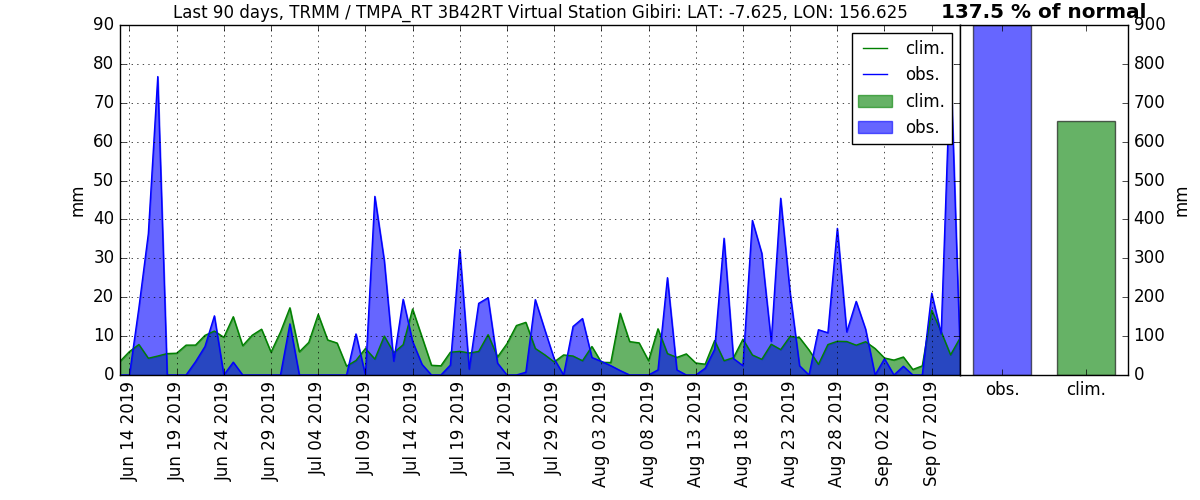 Last 90 days, TRMM / TMPA_RT 3B42RT Virtual Station Gibiri: LAT: -7.625, LON: 156.625
137.5 % of normal
90
80
70
60
50
40
30
20
10
0
mm
clim.
obs.
clim.
obs.
900
800
700
600
500
400
300
200
100
0
mm
obs.
clim.
Jun 14 2019
Jun 19 2019
Jun 24 2019
Jun 29 2019
Jul 04 2019
Jul 09 2019
Jul 14 2019
Jul 19 2019
Jul 24 2019
Jul 29 2019
Aug 03 2019
Aug 08 2019
Aug 13 2019
Aug 18 2019
Aug 23 2019
Aug 28 2019
Sep 02 2019
Sep 07 2019